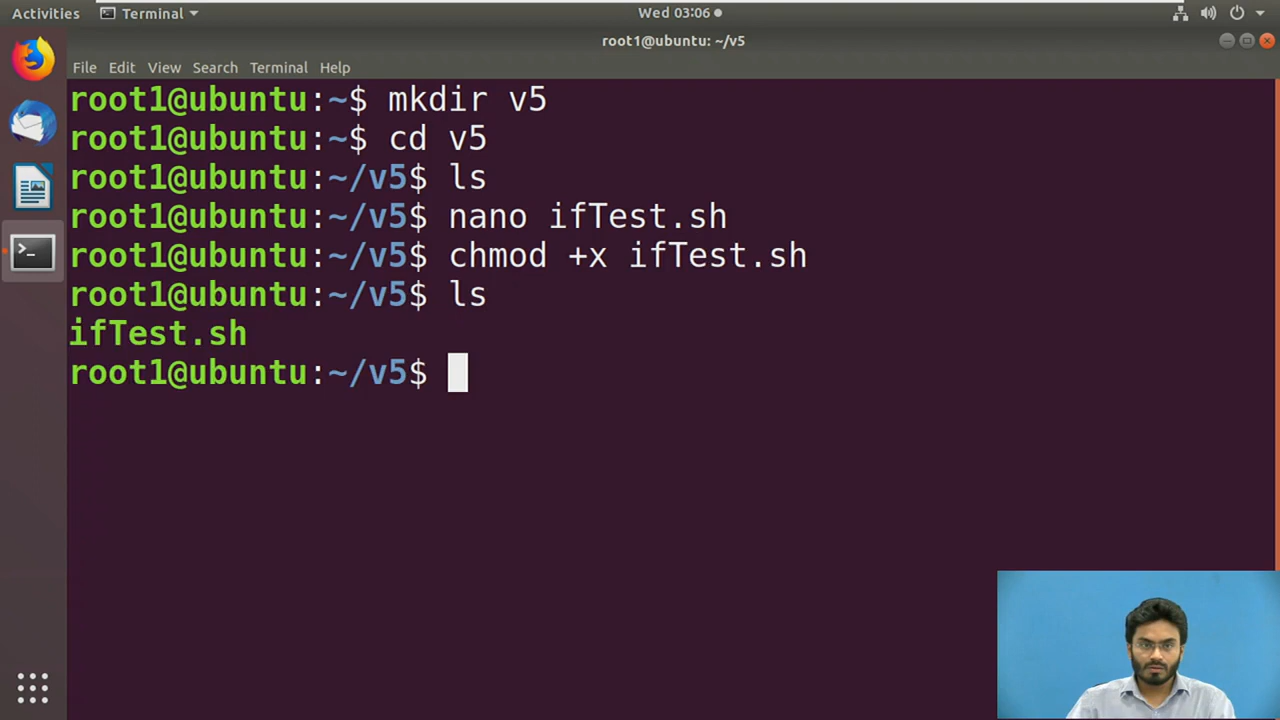 Activities Terminal Wed 03:06
root1@ubuntu: ~/v5
File Edit View Search Terminal Help
root1@ubuntu:~$ mkdir v5
root1@ubuntu:~$ cd v5
root1@ubuntu:~/v5$ ls
root1@ubuntu:~/v5$ nano ifTest.sh
root1@ubuntu:~/v5$ chmod +x ifTest.sh
root1@ubuntu:~/v5$ ls
ifTest.sh
root1@ubuntu:~/v5$